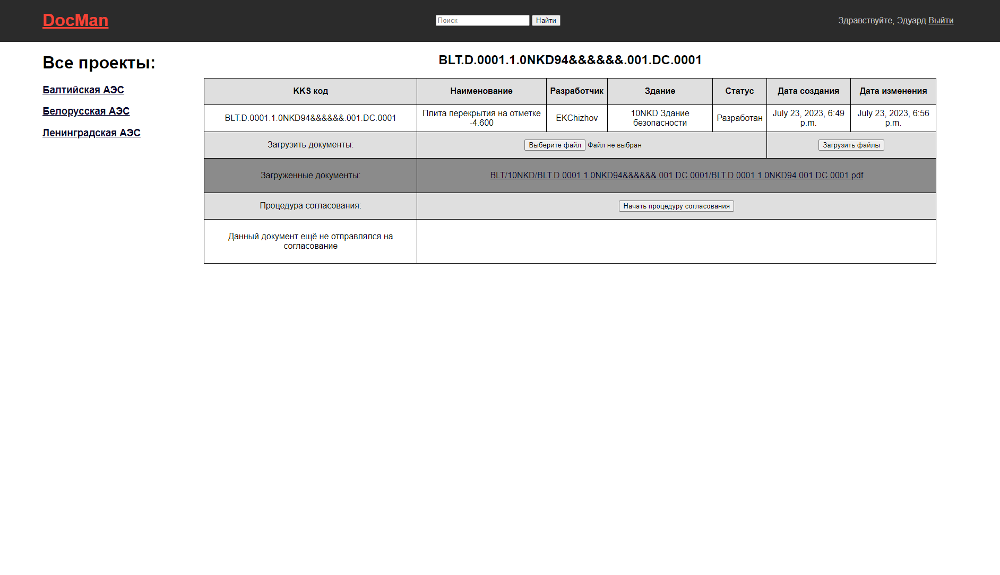 DocMan
Поиск
Найти
Здравствуйте, Эдуард Выйти
Все проекты:
Балтийская АЭС
Белорусская АЭС
Ленинградская АЭС
BLT.D.0001.1.0NKD94&&&&&&.001.DC.0001
KKS код
Наименование
Разработчик
Здание
Статус
Дата создания
Дата изменения
BLT.D.0001.1.0NKD94&&&&&&.001.DC.0001
Плита перекрытия на отметке
-4.600
EKChizhov
10NKD Здание
безопасности
Разработан
July 23, 2023, 6:49
p.m.
July 23, 2023, 6:56
p.m.
Загрузить документы:
Выберите файл Файл не выбран
Загрузить файлы
Загруженные документы:
BLT/10NKD/BLT.D.0001.1.0NKD94&&&&&&.001.DC.0001/BLT.D.0001.1.0NKD94.001.DC.0001.pdf
Процедура согласования:
Начать процедуру согласования
Данный документ ещё не отправлялся на
согласование